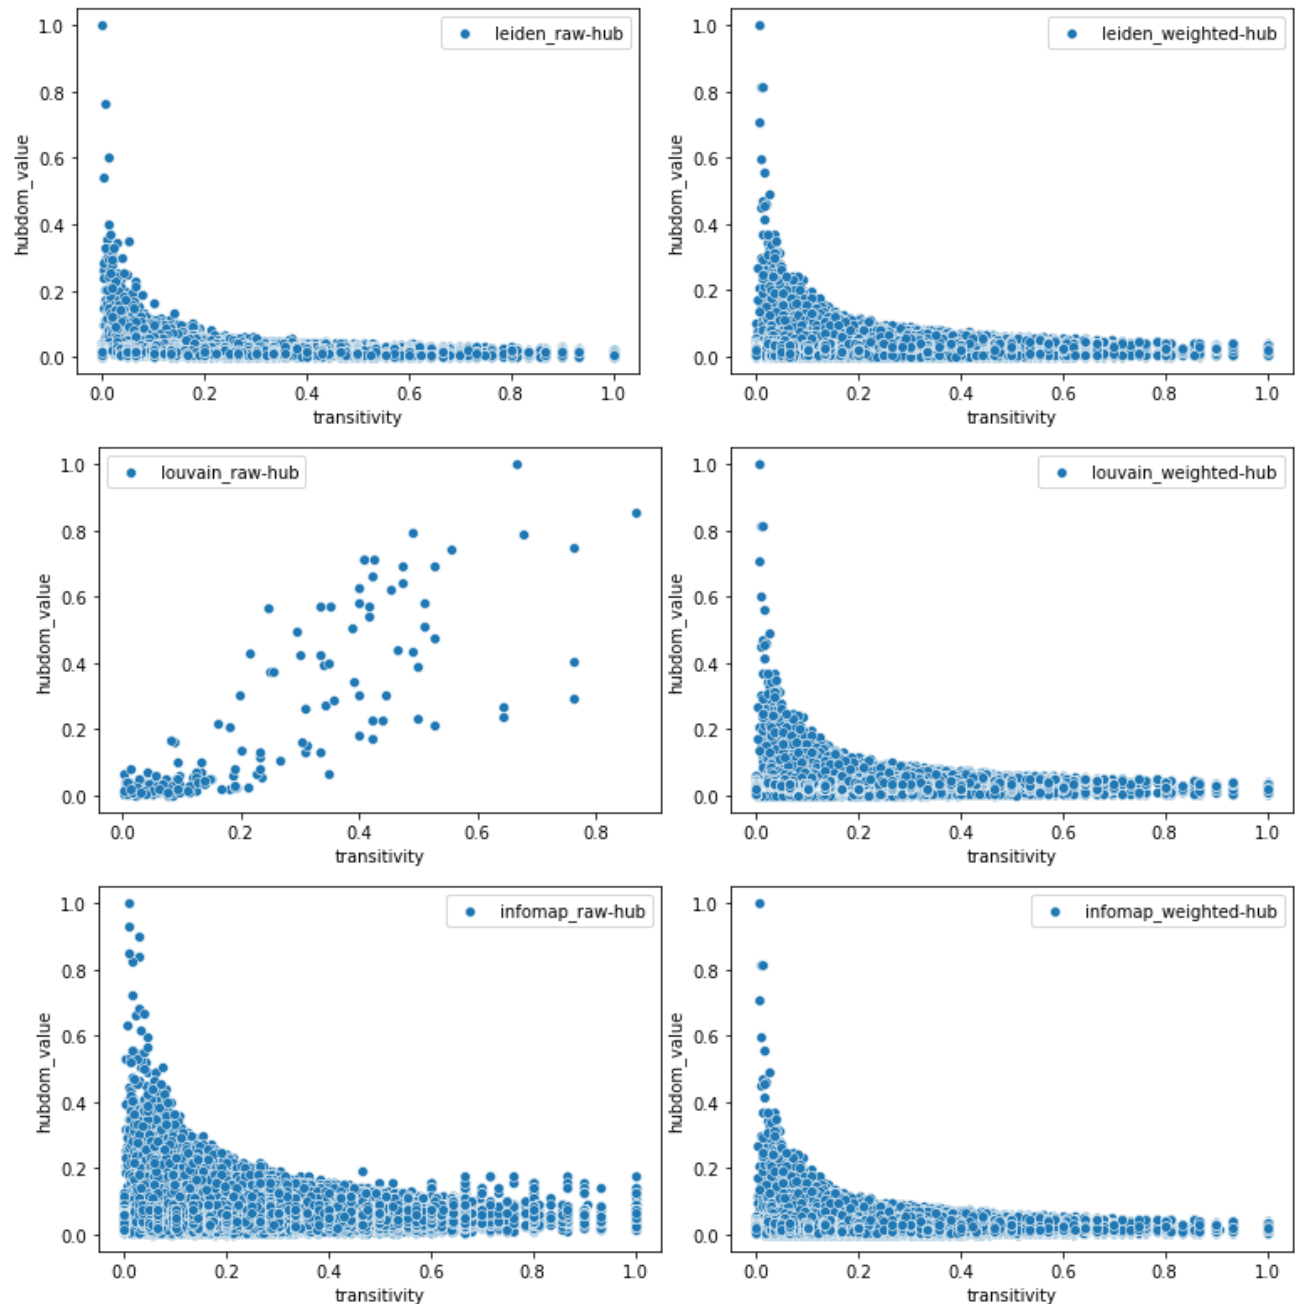 leiden_raw-hub
hubdom_value
1.0
0.8
0.6
0.4
0.2
0.0
0.0 0.2 0.4 0.6 0.8 1.0
transitivity
leiden_weighted-hub
hubdom_value
1.0
0.8
0.6
0.4
0.2
0.0
0.0 0.2 0.4 0.6 0.8 1.0
transitivity
louvain_raw-hub
hubdom_value
1.0
0.8
0.6
0.4
0.2
0.0
0.0 0.2 0.4 0.6 0.8
transitivity
louvain_weighted-hub
hubdom_value
1.0
0.8
0.6
0.4
0.2
0.0
0.0 0.2 0.4 0.6 0.8 1.0
transitivity
infomap_raw-hub
hubdom_value
1.0
0.8
0.6
0.4
0.2
0.0
0.0 0.2 0.4 0.6 0.8 1.0
transitivity
infomap_weighted-hub
hubdom_value
1.0
0.8
0.6
0.4
0.2
0.0
0.0 0.2 0.4 0.6 0.8 1.0
transitivity